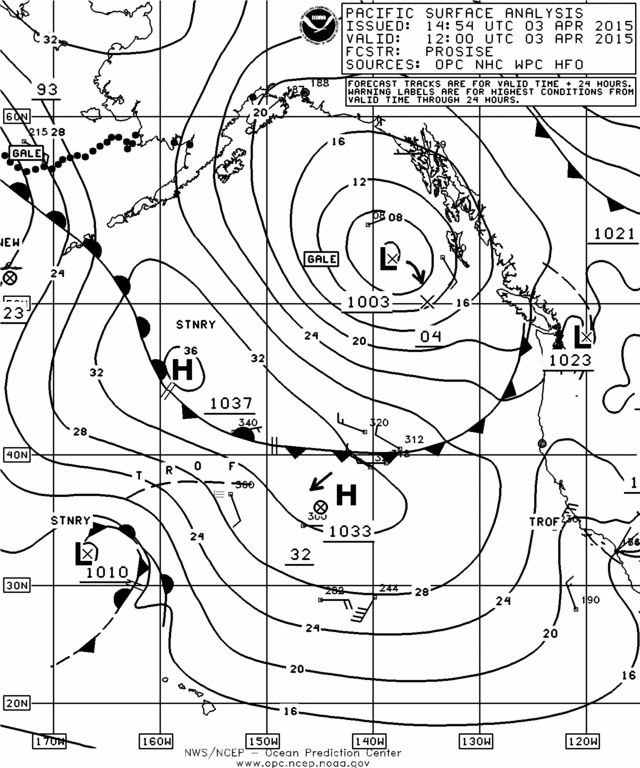 PACIFIC SURFACE ANALYSIS
ISSUED: 14:54 UTC 03 APR 2015
VALID: 12:00 UTC 03 APR 2015
FCSTR: PROSISE
SOURCES: OPC NHC WPC HFO
FORECAST TRACKS ARE FOR VALID TIME + 24 HOURS.
WARNING LABELS ARE FOR HIGHEST CONDITIONS FROM
VALID TIME THROUGH 24 HOURS.
NOAA
32
188
93
20
60N
215 28
16
GALE
12
08 08
1021
NEW
L
GALE
24
1003
16
23
STNRY
24
20
04
L
36
32
1023
H
32
1037
340
320
28
312
40N
T R O F
H
STNRY
1033
TROF
24
L
32
1010
30N
28
282
244
24
190
24
20
20
16
20N
16
16
170W 160W 150W 140W 130W 120W
NWS/NCEP – Ocean Prediction Center
www.opc.ncep.noaa.gov